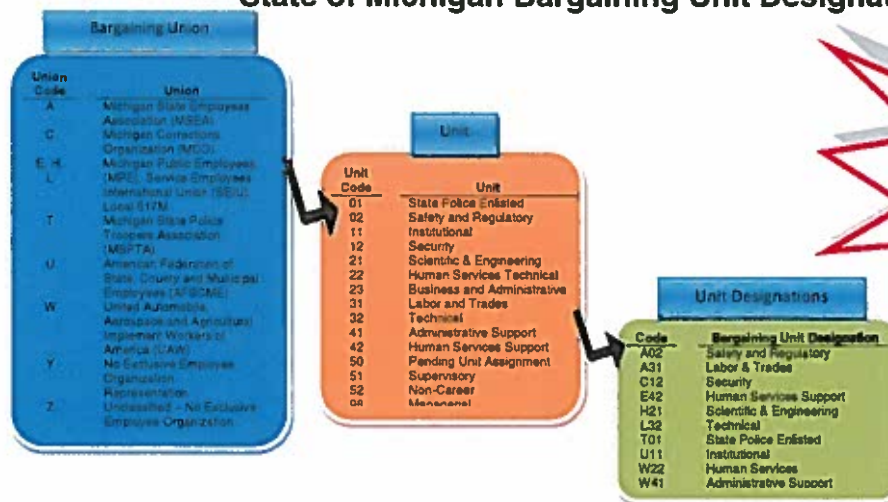 State of Michigan Bargaining Unit Designat
Bargaining Union
Union
Code Union
A Michigan State Employees
Association (MSEA)
C Michigan Corrections
Organization (MCO)
E, H, Michigan Public Employees
L (MPE), Service Employees
International Union (SEIU)
Local 517M
T Michigan State Police
Troopers Association
(MSPTA)
U American Federation of
State, County and Municipal
Employees (AFSCME)
W United Automobile,
Aerospace and Agricultural
Implement Workers of
America (UAW)
Y No Exclusive Employee
Organization
Representation
Z Unclassified – No Exclusive
Employee Organization
Unit
Unit
Code Unit
01 State Police Enlisted
02 Safety and Regulatory
11 Institutional
12 Security
21 Scientific & Engineering
22 Human Services Technical
23 Business and Administrative
31 Labor and Trades
32 Technical
41 Administrative Support
42 Human Services Support
50 Pending Unit Assignment
51 Supervisory
52 Non-Career
98 Managerial
Unit Designations
Code Bargaining Unit Designation
A02 Safety and Regulatory
A31 Labor & Trades
C12 Security
E42 Human Services Support
H21 Scientific & Engineering
L32 Technical
T01 State Police Enlisted
U11 Institutional
W22 Human Services
W41 Administrative Support